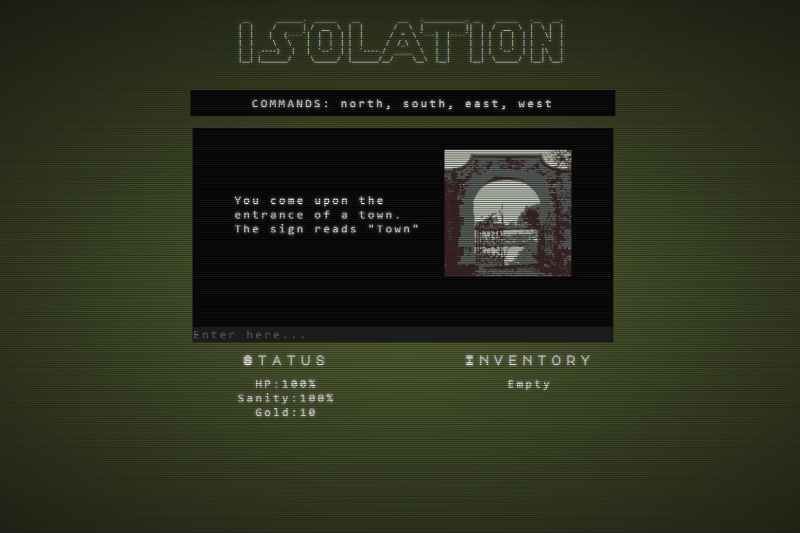 ISOLATION
COMMANDS: north, south, east, west
You come upon the
entrance of a town.
The sign reads "Town"
Enter here...
STATUS
HP:100%
Sanity:100%
Gold:10
INVENTORY
Empty